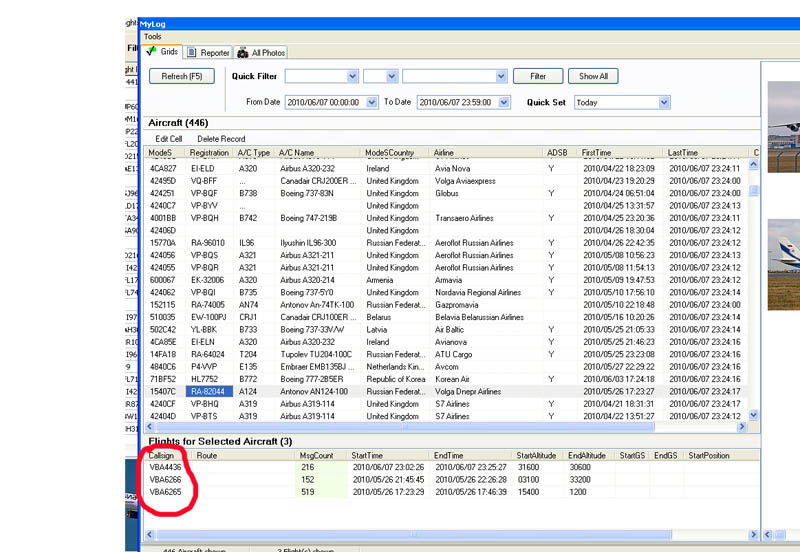 MyLog
Tools
Grids Reporter All Photos
Refresh (F5) Quick Filter Filter Show All
From Date 2010/06/07 00:00:00 To Date 2010/06/07 23:59:00 Quick Set Today
Aircraft (446)
Edit Cell Delete Record
ModeS Registration A/C Type A/C Name ModeSCountry Airline ADSB FirstTime LastTime C
4CA827 EI-ELD A320 Airbus A320-232 Ireland Avia Nova Y 2010/04/22 18:23:09 2010/06/07 23:24:11
42495D VQ-BFF ... Canadair CRJ200ER ... United Kingdom Volga Aviaexpress 2010/04/23 19:20:29 2010/06/07 23:24:00
424251 VP-BQF B738 Boeing 737-83N United Kingdom Globus Y 2010/04/24 06:51:04 2010/06/07 23:24:00
4240C7 VP-BYV ... United Kingdom 2010/04/25 13:31:57 2010/06/07 23:24:13
4001BB VP-BQH B742 Boeing 747-219B United Kingdom Transaero Airlines Y 2010/04/25 23:20:36 2010/06/07 23:24:11
42406D United Kingdom 2010/04/26 18:30:04 2010/06/07 23:24:12
15770A RA-96010 IL96 Ilyushin IL96-300 Russian Federat... Aeroflot Russian Airlines Y 2010/04/26 22:42:35 2010/06/07 23:24:12
424056 VP-BQS A321 Airbus A321-211 United Kingdom Aeroflot Russian Airlines Y 2010/05/08 10:56:23 2010/06/07 23:24:13
424055 VP-BQR A321 Airbus A321-211 United Kingdom Aeroflot Russian Airlines Y 2010/05/08 11:54:13 2010/06/07 23:24:12
600067 EK-32006 A320 Airbus A320-214 Armenia Armavia Y 2010/05/09 19:47:53 2010/06/07 23:24:12
424062 VP-BQI B735 Boeing 737-5Y0 United Kingdom Nordavia Regional Airlines Y 2010/05/10 17:56:10 2010/06/07 23:24:14
152115 RA-74005 AN74 Antonov An-74TK-100 Russian Federat... Gazpromavia 2010/05/10 22:18:48 2010/06/07 23:24:00
510035 EW-100PJ CRJ1 Canadair CRJ100ER ... Belarus Belavia Belarussian Airlines 2010/05/16 10:20:26 2010/06/07 23:24:14
502C42 YL-BBK B733 Boeing 737-33V/W Latvia Air Baltic Y 2010/05/25 21:05:33 2010/06/07 23:24:14
4CA85E EI-ELN A320 Airbus A320-232 Ireland Avianova Y 2010/05/25 21:46:23 2010/06/07 23:24:16
14FA18 RA-64024 T204 Tupolev TU204-100C Russian Federat... ATU Cargo Y 2010/05/25 23:23:08 2010/06/07 23:24:16
4840C6 P4-VVP E135 Embraer EMB135BJ ... Netherlands Kin... Avcom 2010/05/27 22:29:22 2010/06/07 23:24:16
71BF52 HL7752 B772 Boeing 777-2B5ER Republic of Korea Korean Air Y 2010/06/03 17:24:18 2010/06/07 23:24:16
15407C RA-82044 A124 Antonov AN124-100 Russian Federat... Volga Dnepr Airlines 2010/05/26 17:23:27 2010/06/07 23:24:17
4240CF VP-BHQ A319 Airbus A319-114 United Kingdom S7 Airlines Y 2010/04/21 18:31:31 2010/06/07 23:24:17
42404D VP-BTS A319 Airbus A319-114 United Kingdom S7 Airlines Y 2010/04/22 13:51:27 2010/06/07 23:24:12
Flights for Selected Aircraft (3)
Callsign Route MsgCount StartTime EndTime StartAltitude EndAltitude StartGS EndGS StartPosition
VBA4436 216 2010/06/07 23:02:26 2010/06/07 23:25:27 31600 30600
VBA6266 152 2010/05/26 21:45:45 2010/05/26 22:26:28 03100 33200
VBA6265 519 2010/05/26 17:23:29 2010/05/26 17:46:39 15400 1200
446 Aircraft shown 3 Flight(s) shown